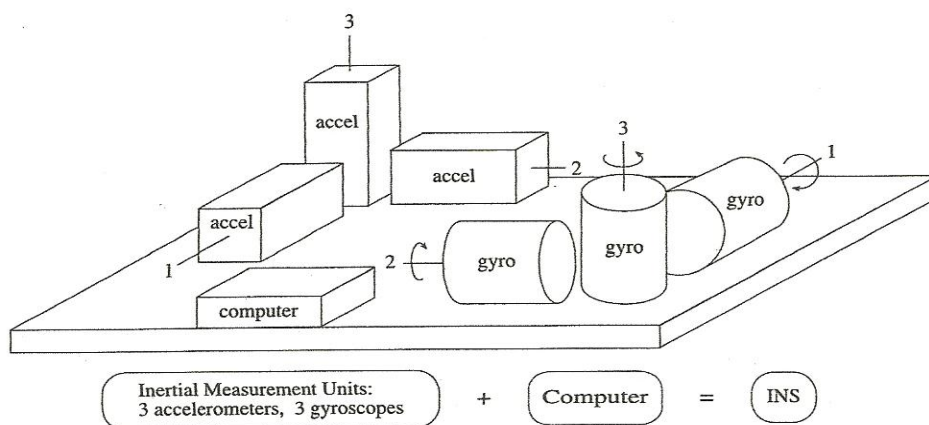 3
accel
3
accel
2
1
gyro
accel
1
2
gyro
gyro
computer
Inertial Measurement Units:
3 accelerometers, 3 gyroscopes
+
Computer
=
INS